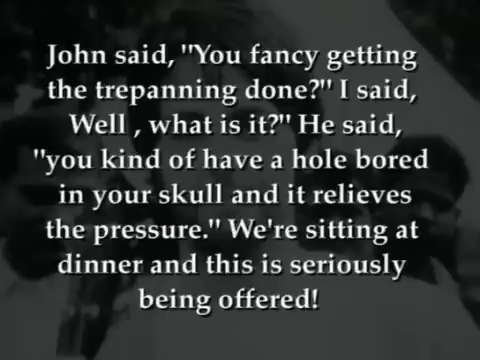 John said, "You fancy getting
the trepanning done?" I said,
Well , what is it?" He said,
"you kind of have a hole bored
in your skull and it relieves
the pressure." We're sitting at
dinner and this is seriously
being offered!